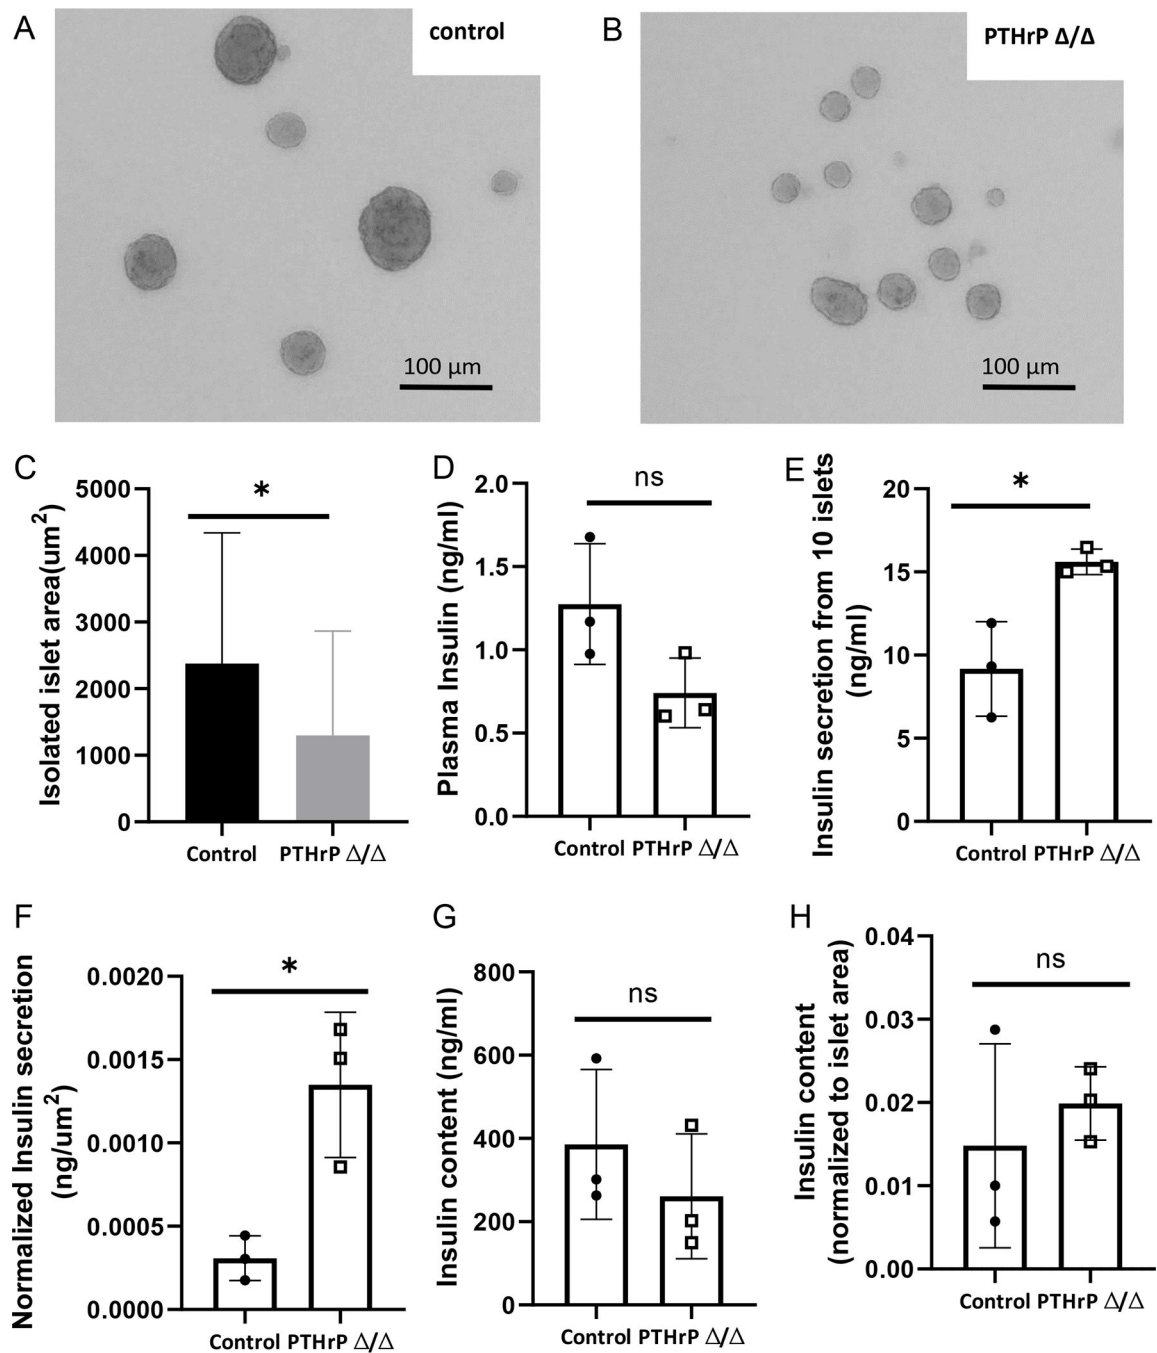 A
control
100 µm
B
PTHrP Δ/Δ
100 µm
C
Isolated islet area(um²)
5000
4000
3000
2000
1000
0
*
Control PTHrP Δ/Δ
D
Plasma Insulin (ng/ml)
2.0
1.5
1.0
0.5
0.0
ns
Control PTHrP Δ/Δ
E
Insulin secretion from 10 islets
(ng/ml)
20
15
10
5
0
*
Control PTHrP Δ/Δ
F
Normalized Insulin secretion
(ng/um²)
0.0020
0.0015
0.0010
0.0005
0.0000
*
Control PTHrP Δ/Δ
G
Insulin content (ng/ml)
800
600
400
200
0
ns
Control PTHrP Δ/Δ
H
Insulin content
(normalized to islet area)
0.04
0.03
0.02
0.01
0.00
ns
Control PTHrP Δ/Δ